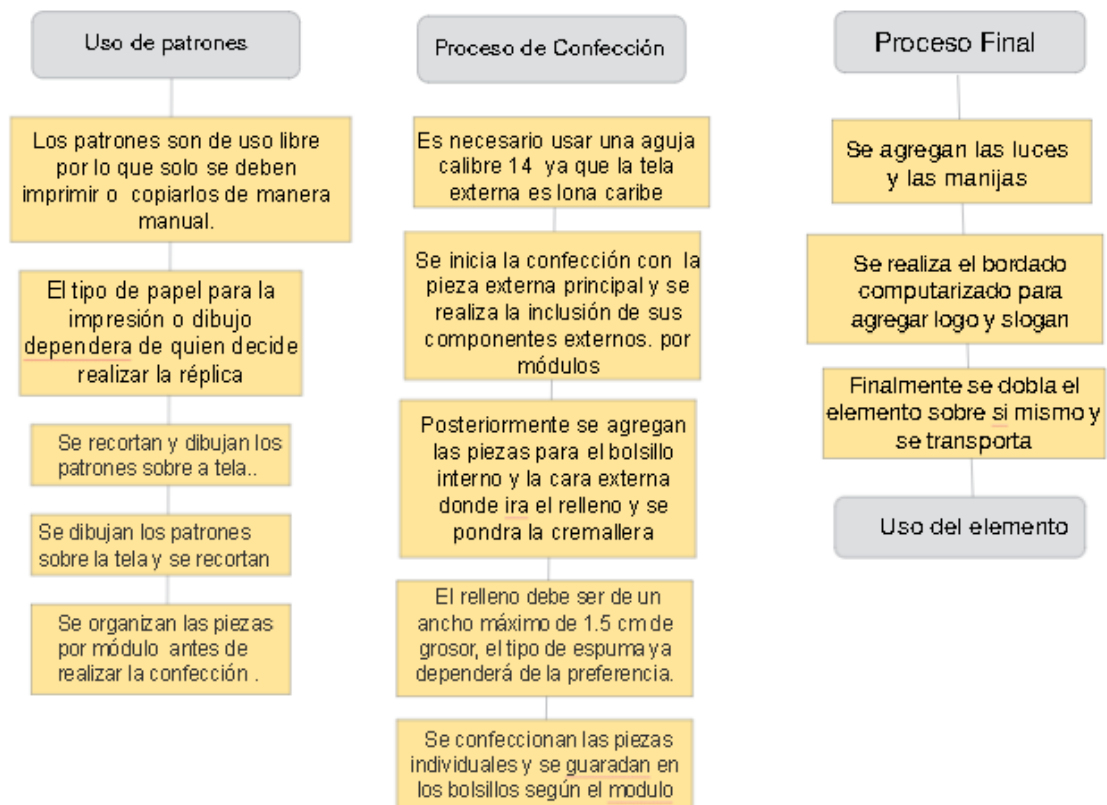 Uso de patrones
Los patrones son de uso libre
por lo que solo se deben
imprimir o copiarlos de manera
manual.
El tipo de papel para la
impresión o dibujo
dependera de quien decide
realizar la réplica
Se recortan y dibujan los
patrones sobre a tela..
Se dibujan los patrones
sobre la tela y se recortan
Se organizan las piezas
por módulo antes de
realizar la confección .
Proceso de Confección
Es necesario usar una aguja
calibre 14 ya que la tela
externa es lona caribe
Se inicia la confección con la
pieza externa principal y se
realiza la inclusión de sus
componentes externos. por
módulos
Posteriormente se agregan
las piezas para el bolsillo
interno y la cara externa
donde ira el relleno y se
pondra la cremallera
El relleno debe ser de un
ancho máximo de 1.5 cm de
grosor, el tipo de espuma ya
dependerá de la preferencia.
Se confeccionan las piezas
individuales y se guaradan en
los bolsillos según el modulo
Proceso Final
Se agregan las luces
y las manijas
Se realiza el bordado
computarizado para
agregar logo y slogan
Finalmente se dobla el
elemento sobre si mismo y
se transporta
Uso del elemento